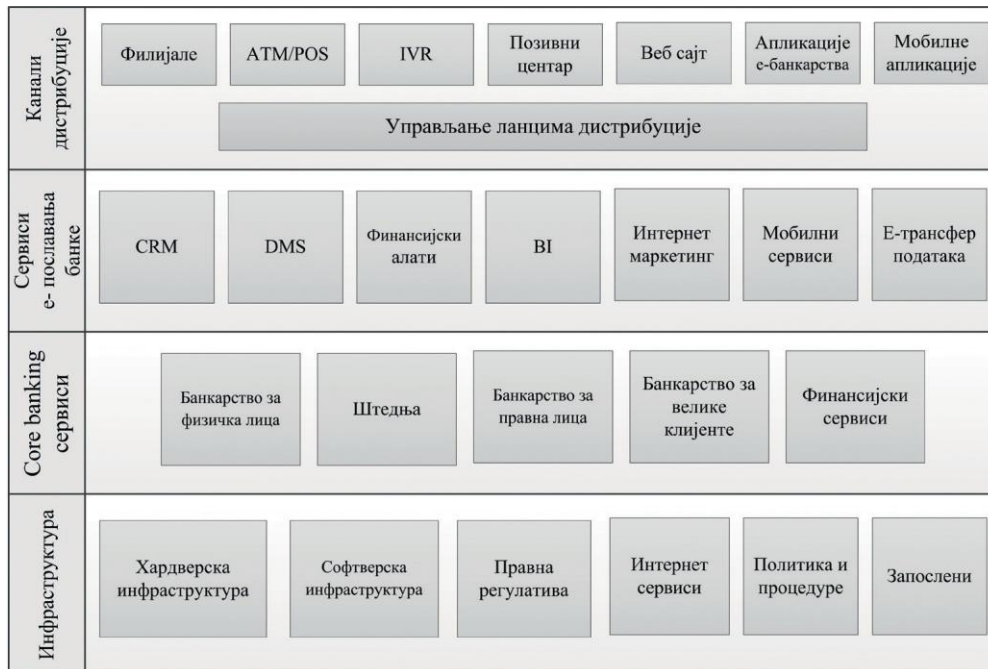 Канали
дистрибуције
Филијале
ATM/POS
IVR
Позивни
центар
Веб сајт
Апликације
е-банкарства
Мобилне
апликације
Управљање ланцима дистрибуције
Сервиси
е- пославања
банке
CRM
DMS
Финансијски
алати
BI
Интернет
маркетинг
Мобилни
сервиси
Е-трансфер
података
Core banking
сервиси
Банкарство за
физичка лица
Штедња
Банкарство за
правна лица
Банкарство за
велике
клијенте
Финансијски
сервиси
Инфраструктура
Хардверска
инфраструктура
Софтверска
инфраструктура
Правна
регулатива
Интернет
сервиси
Политика и
процедуре
Запослени